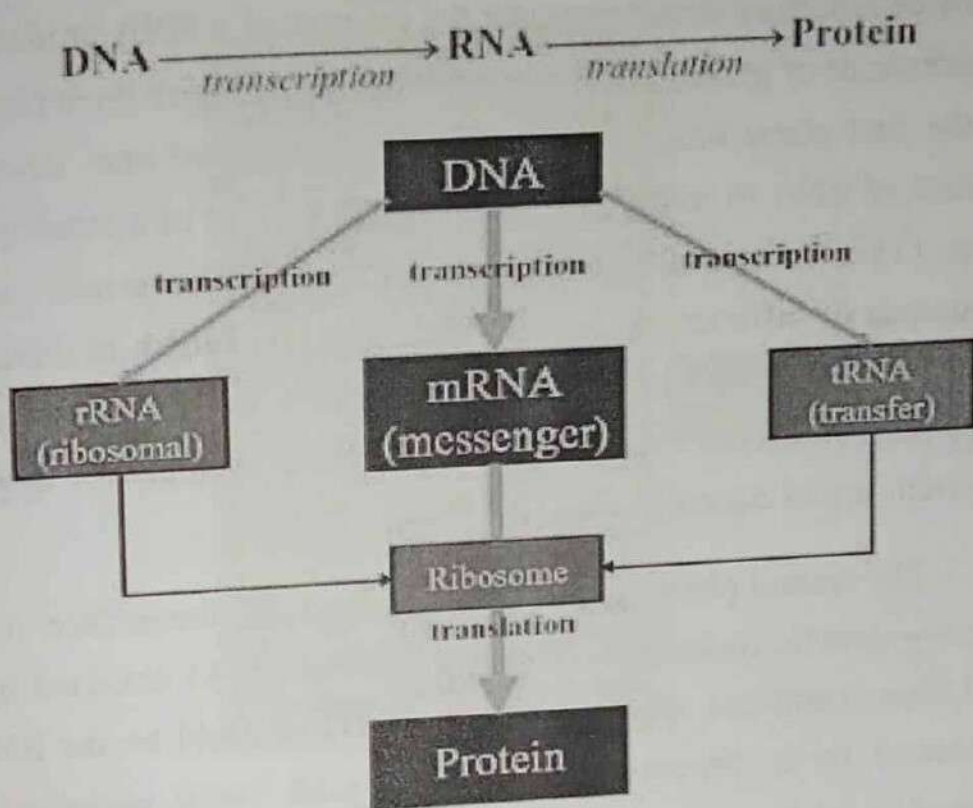 DNA transcription RNA translation Protein
DNA
transcription transcription transcription
rRNA
(ribosomal)
mRNA
(messenger)
tRNA
(transfer)
Ribosome
translation
Protein